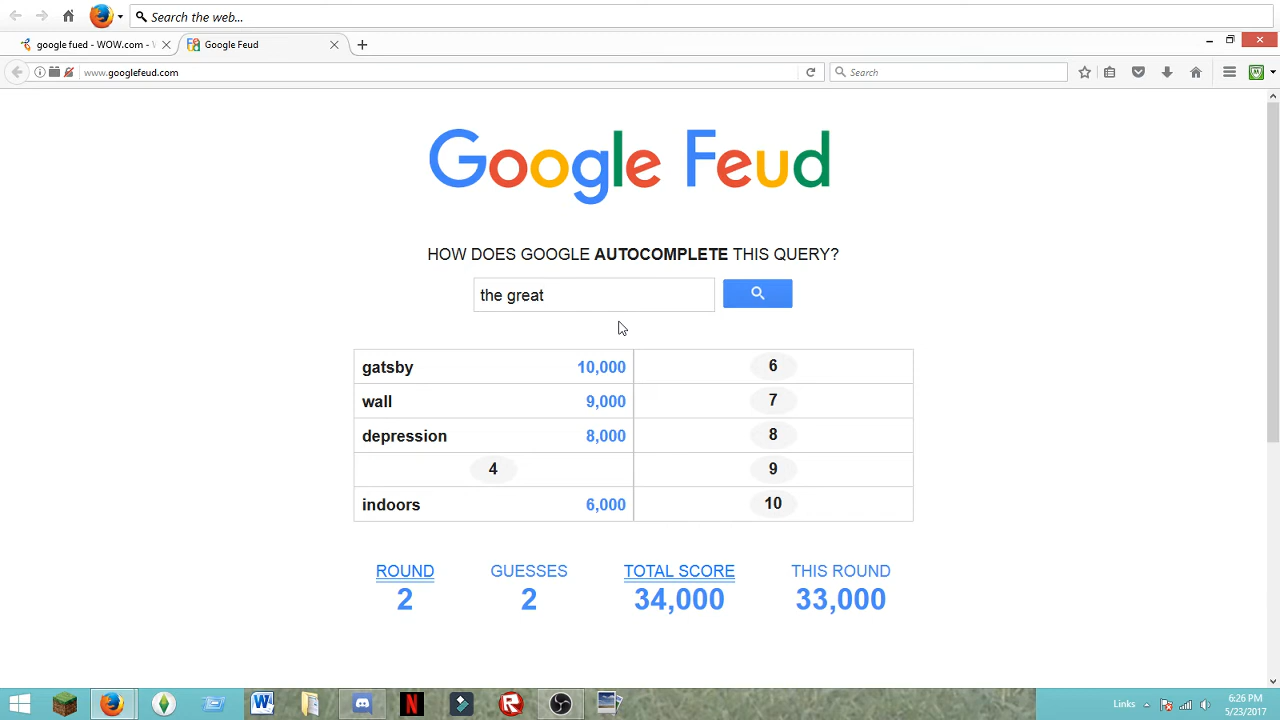 Search the web...
google fued - WOW.com -
Google Feud
www.googlefeud.com
Search
Google Feud
HOW DOES GOOGLE AUTOCOMPLETE THIS QUERY?
the great
gatsby 10,000 6
wall 9,000 7
depression 8,000 8
4 9
indoors 6,000 10
ROUND GUESSES TOTAL SCORE THIS ROUND
2 2 34,000 33,000
Links 6:26 PM
5/23/2017